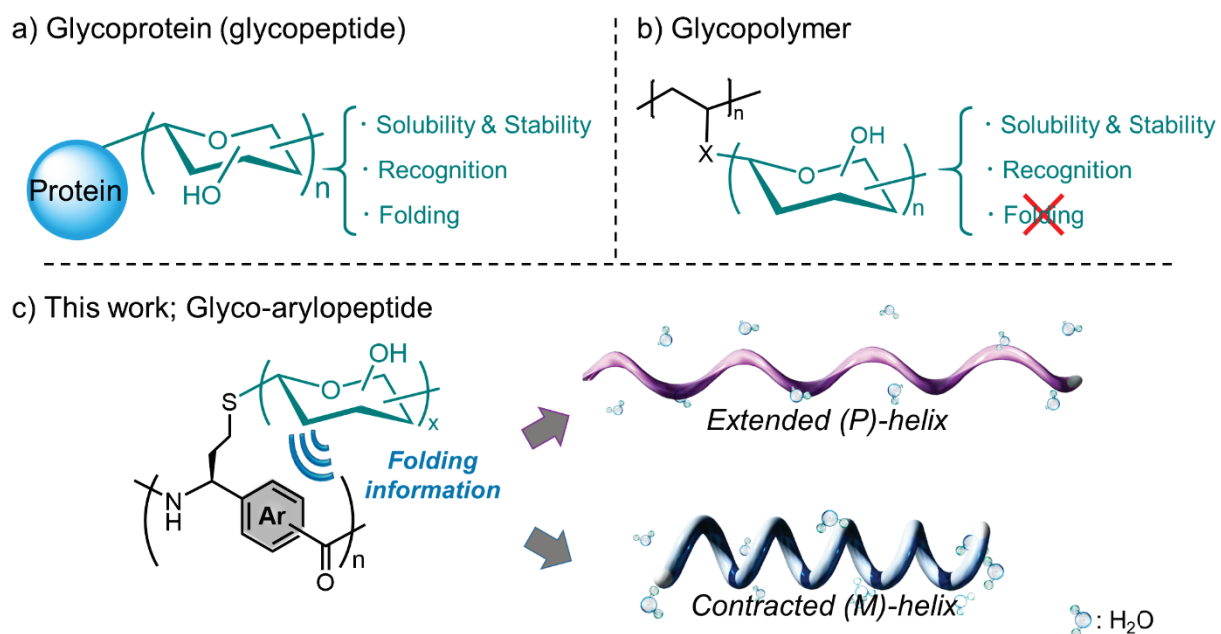 a) Glycoprotein (glycopeptide)
Protein
O
HO
n
· Solubility & Stability
· Recognition
· Folding
b) Glycopolymer
n
X
O
OH
n
· Solubility & Stability
· Recognition
· Folding
c) This work; Glyco-arylopeptide
S
O
OH
x
Folding
information
N
H
Ar
O
n
Extended (P)-helix
Contracted (M)-helix
: H₂O